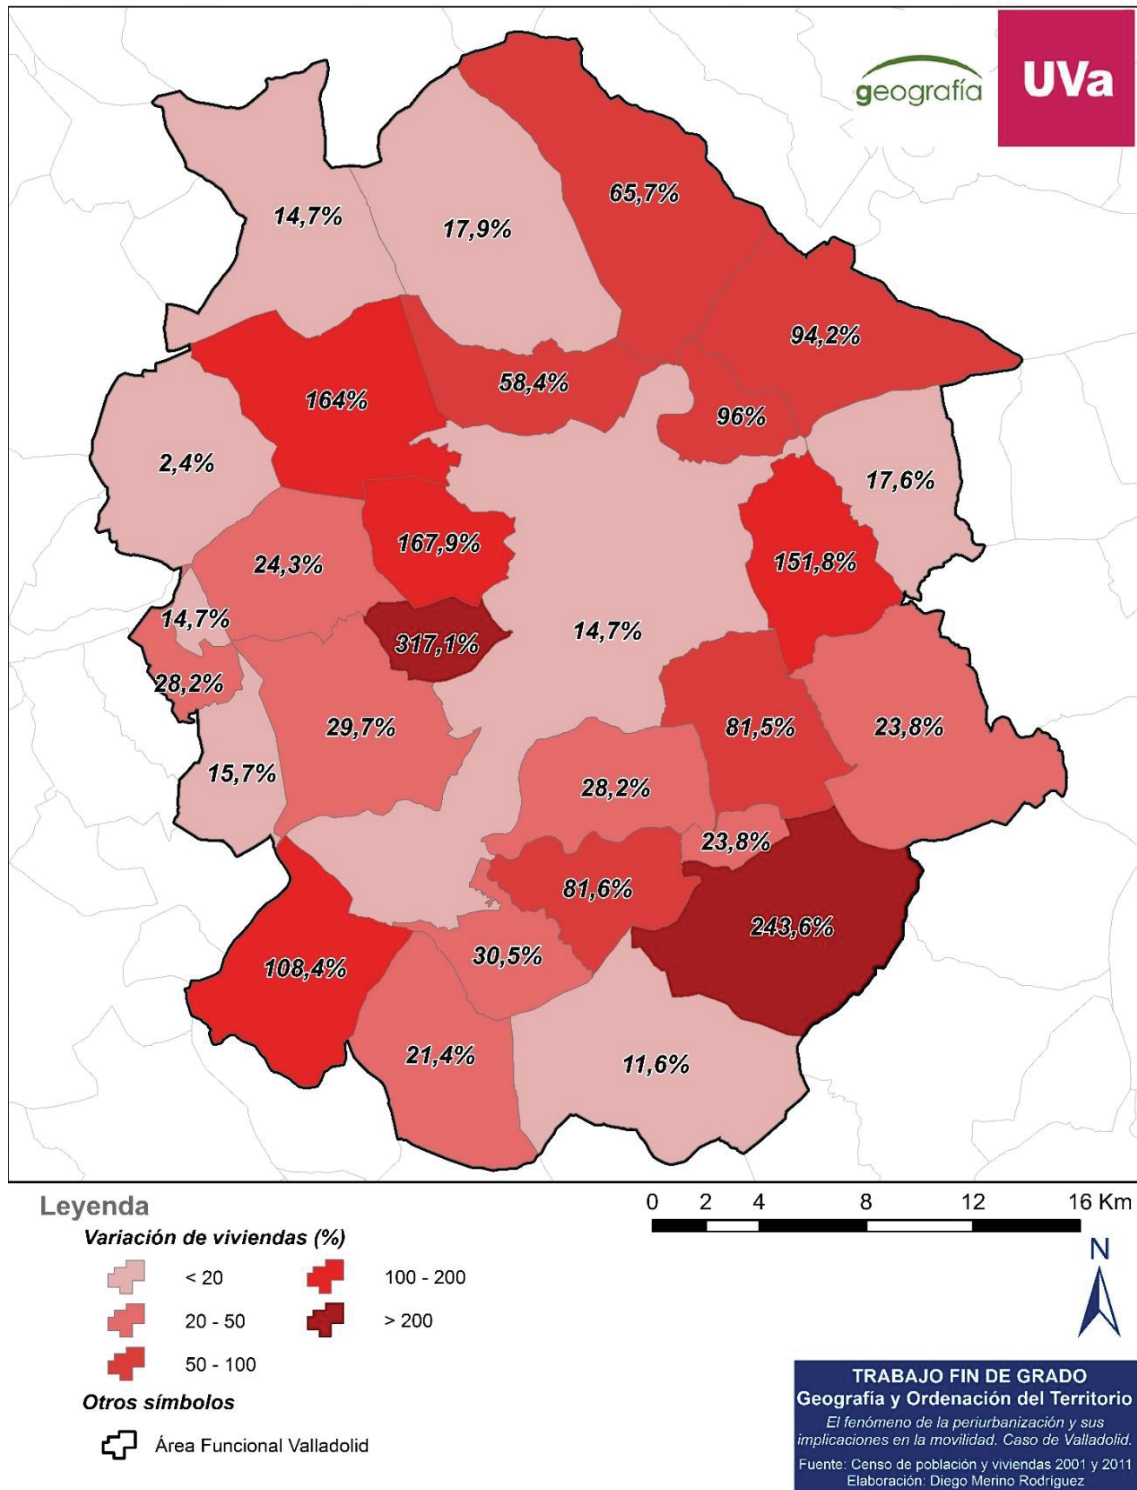 geografía
UVa
65,7%
14,7%
17,9%
94,2%
58,4%
164%
96%
2,4%
17,6%
167,9%
151,8%
24,3%
14,7%
14,7%
317,1%
28,2%
29,7%
81,5%
23,8%
15,7%
28,2%
23,8%
81,6%
243,6%
30,5%
108,4%
21,4%
11,6%
Leyenda
Variación de viviendas (%)
< 20
20 - 50
50 - 100
100 - 200
> 200
Otros símbolos
Área Funcional Valladolid
0 2 4 8 12 16 Km
N
TRABAJO FIN DE GRADO
Geografía y Ordenación del Territorio
El fenómeno de la periurbanización y sus
implicaciones en la movilidad. Caso de Valladolid.
Fuente: Censo de población y viviendas 2001 y 2011
Elaboración: Diego Merino Rodríguez